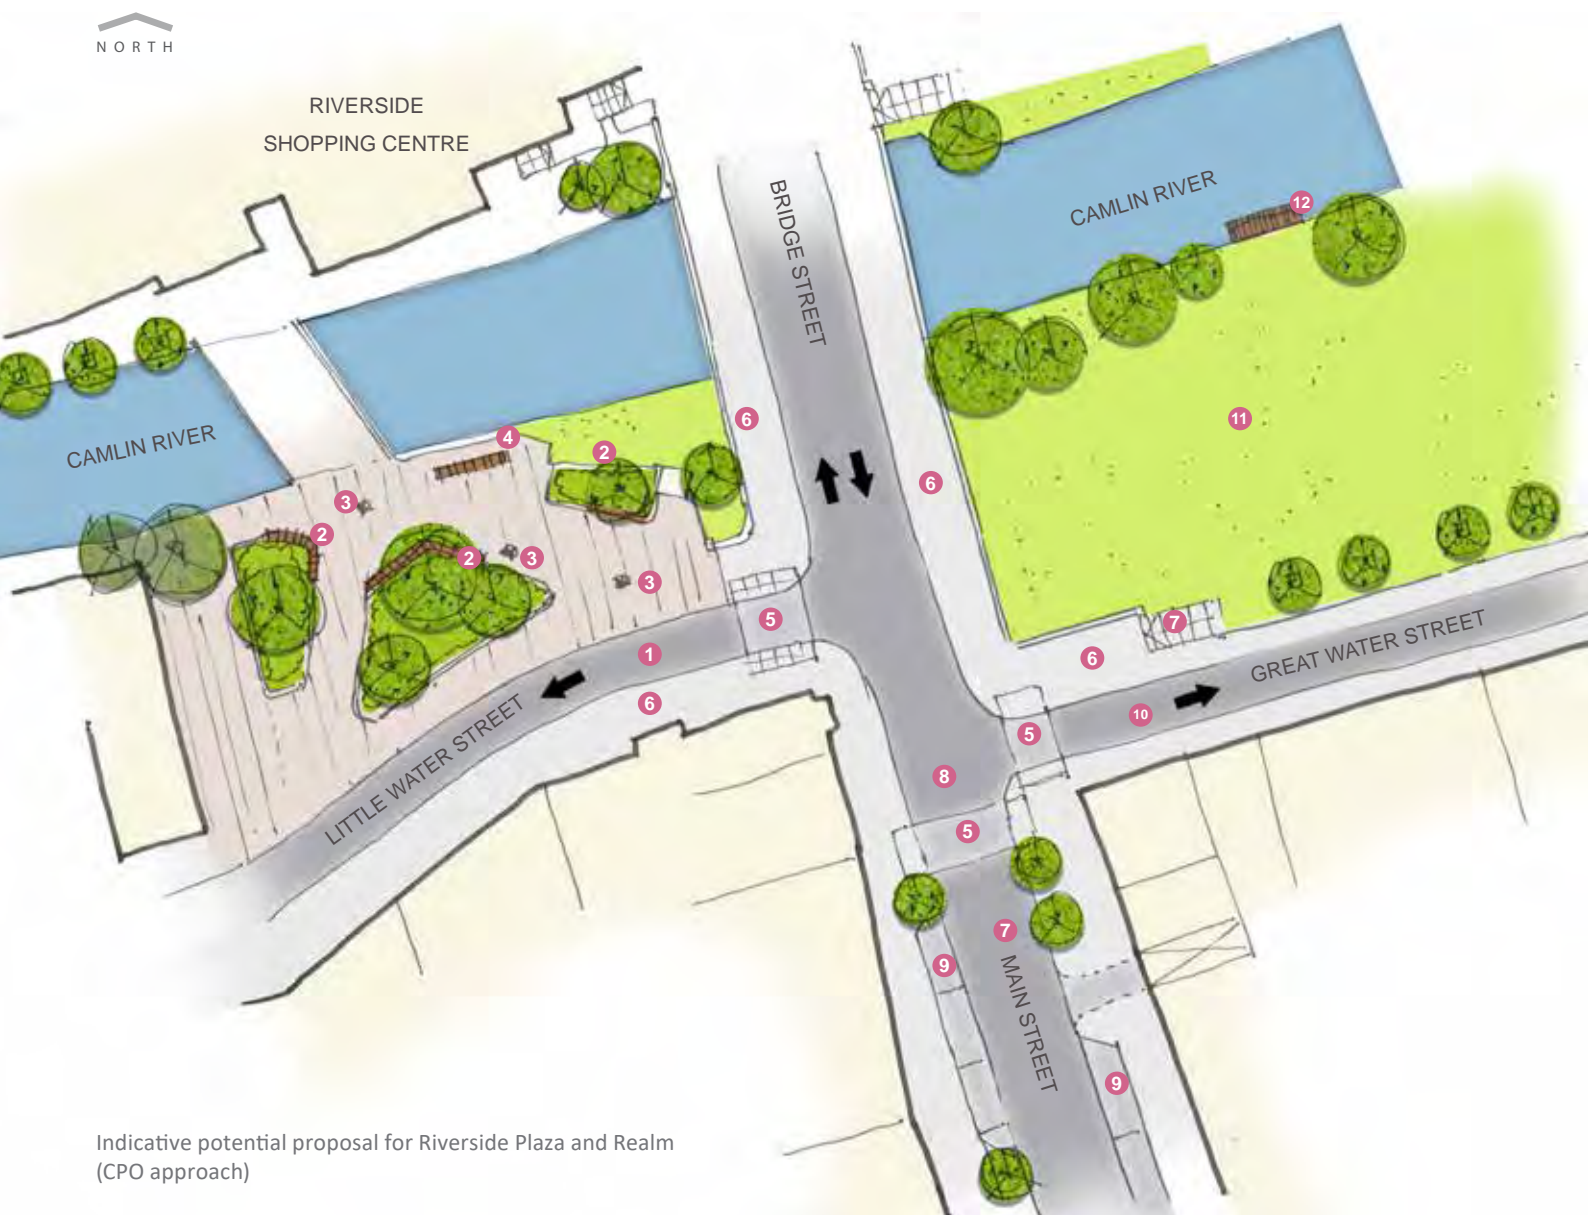 NORTH
RIVERSIDE
SHOPPING CENTRE
BRIDGE STREET
CAMLIN RIVER
12
CAMLIN RIVER
4
2
6
11
3
2
6
2
3
3
5
7
1
6
6
GREAT WATER STREET
LITTLE WATER STREET
10
5
8
5
7
9
MAIN STREET
9
Indicative potential proposal for Riverside Plaza and Realm
(CPO approach)